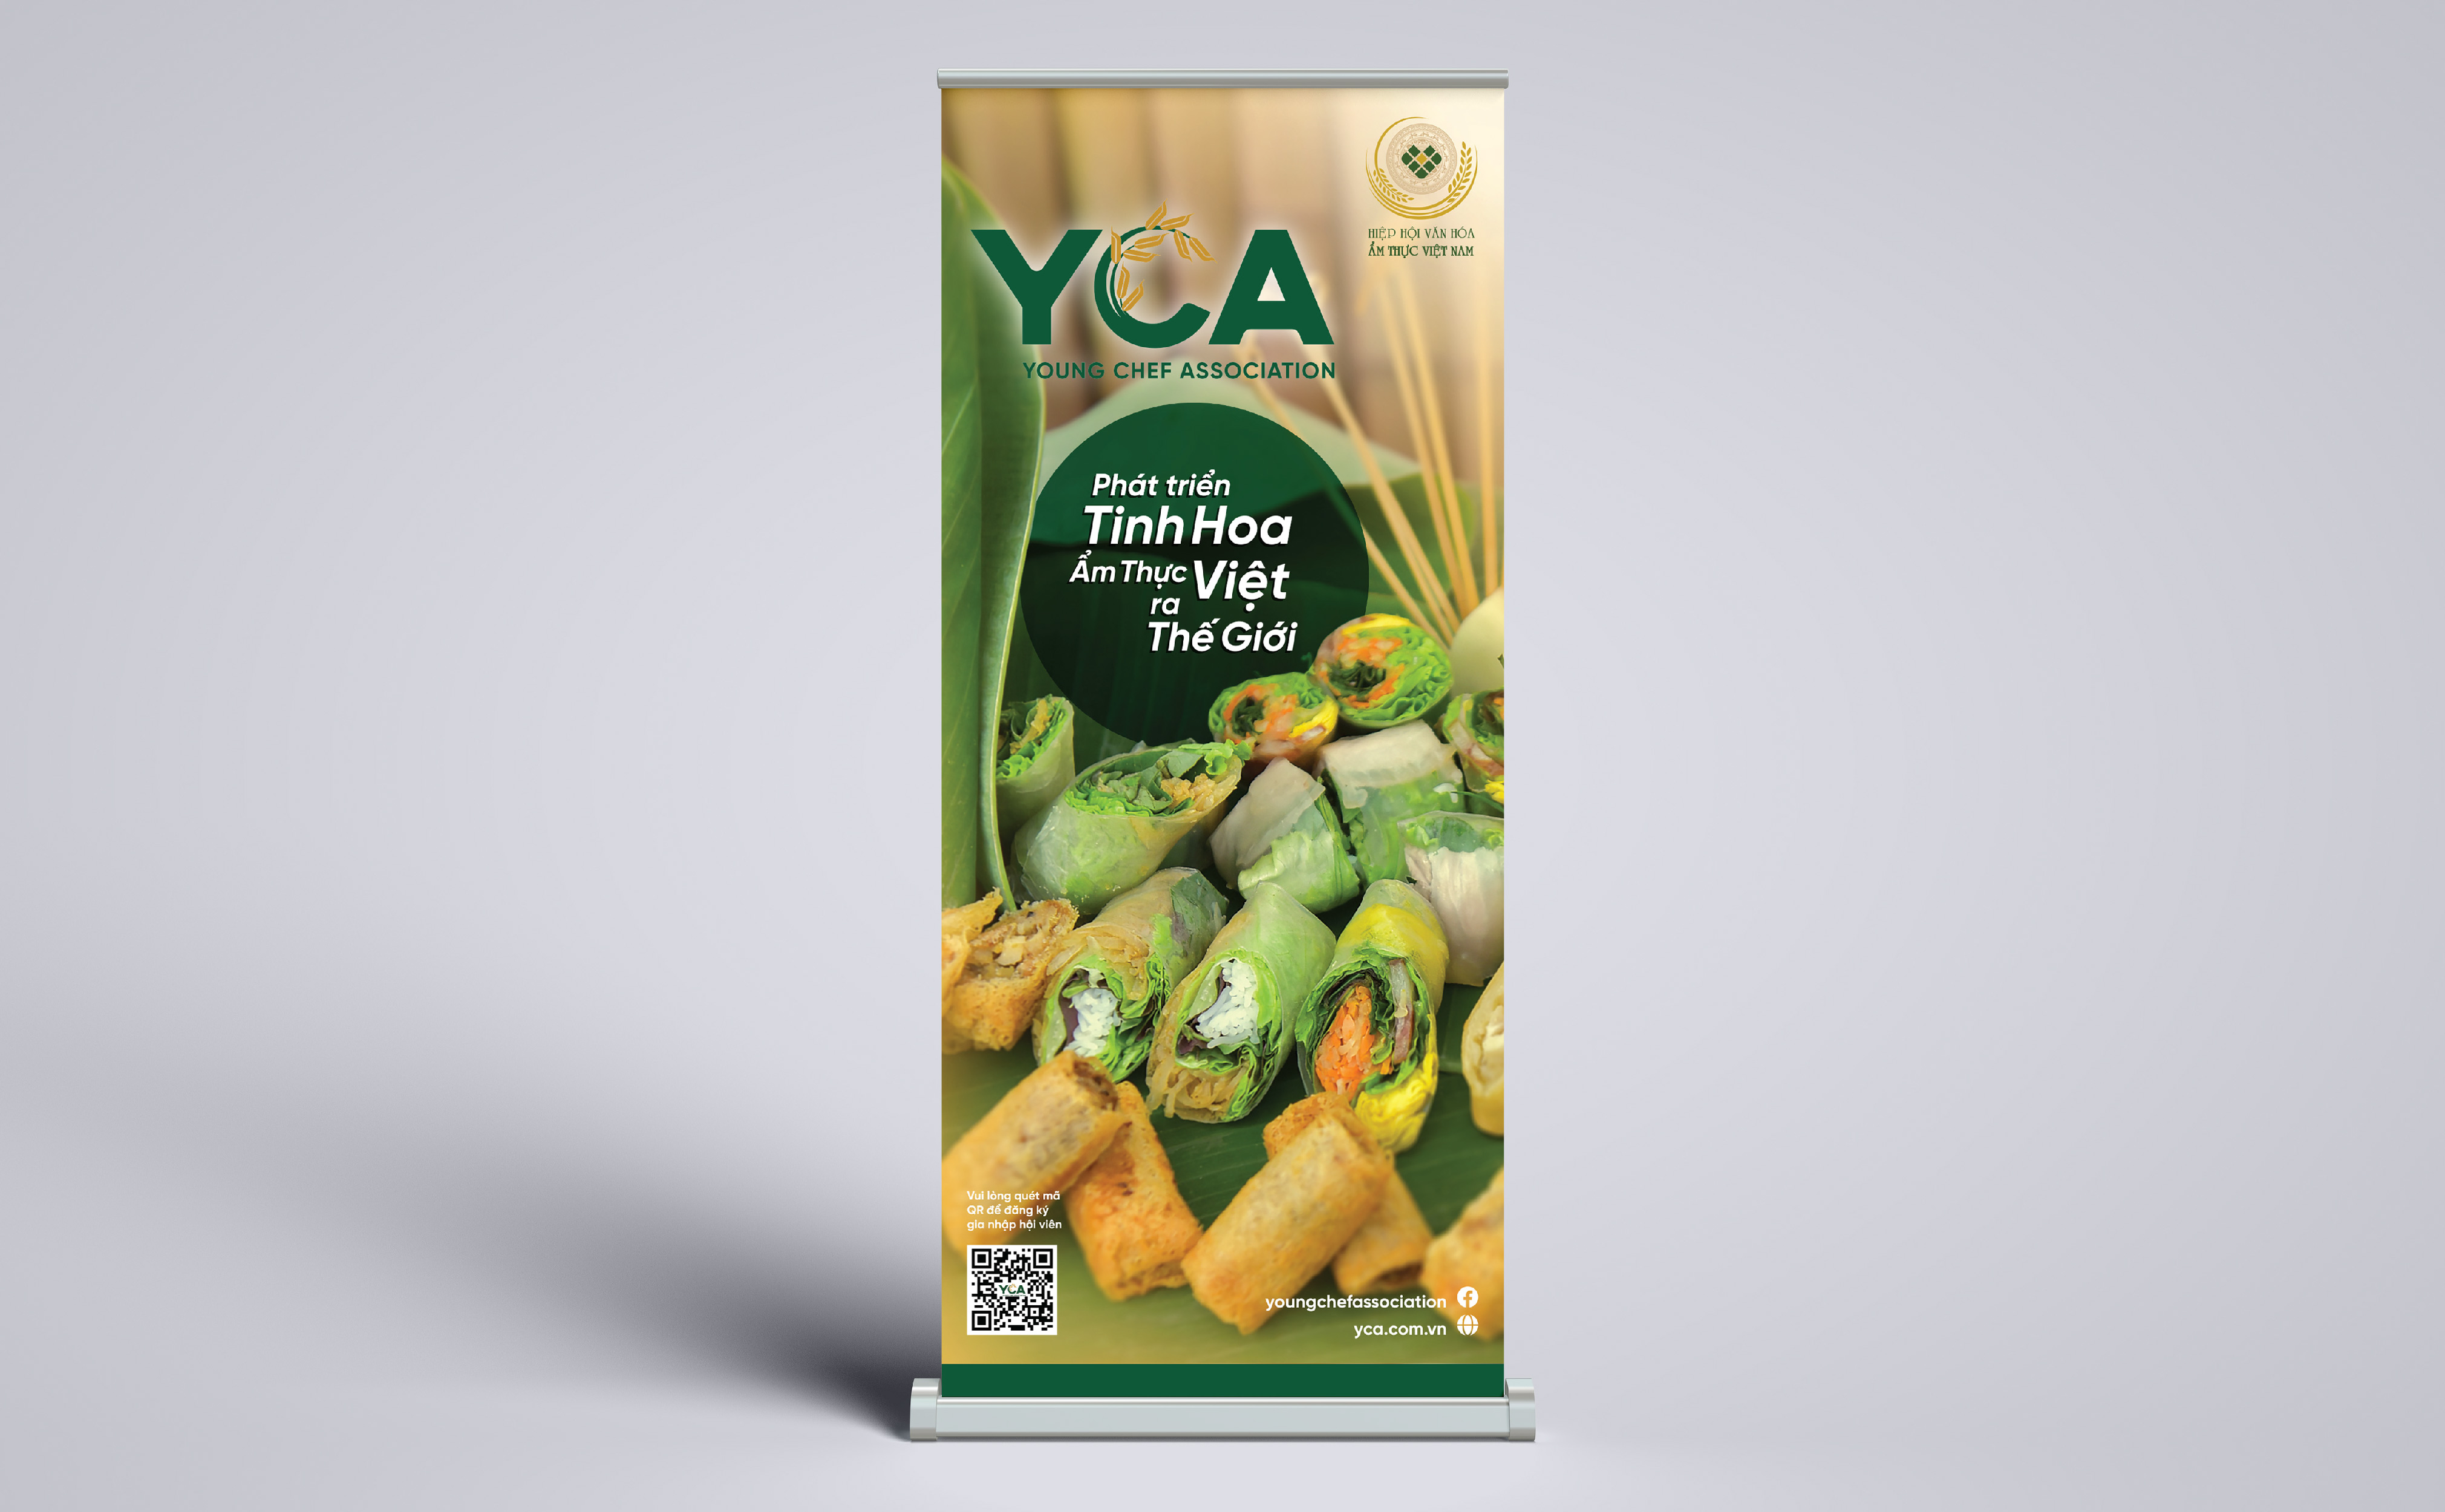 HIỆP HỘI VĂN HÓA
ẨM THỰC VIỆT NAM
YCA
YOUNG CHEF ASSOCIATION
Phát triển
Tinh Hoa
Ẩm Thực Việt
ra
Thế Giới
Vui lòng quét mã
QR để đăng ký
gia nhập hội viên
YCA
youngchefassociation
yca.com.vn